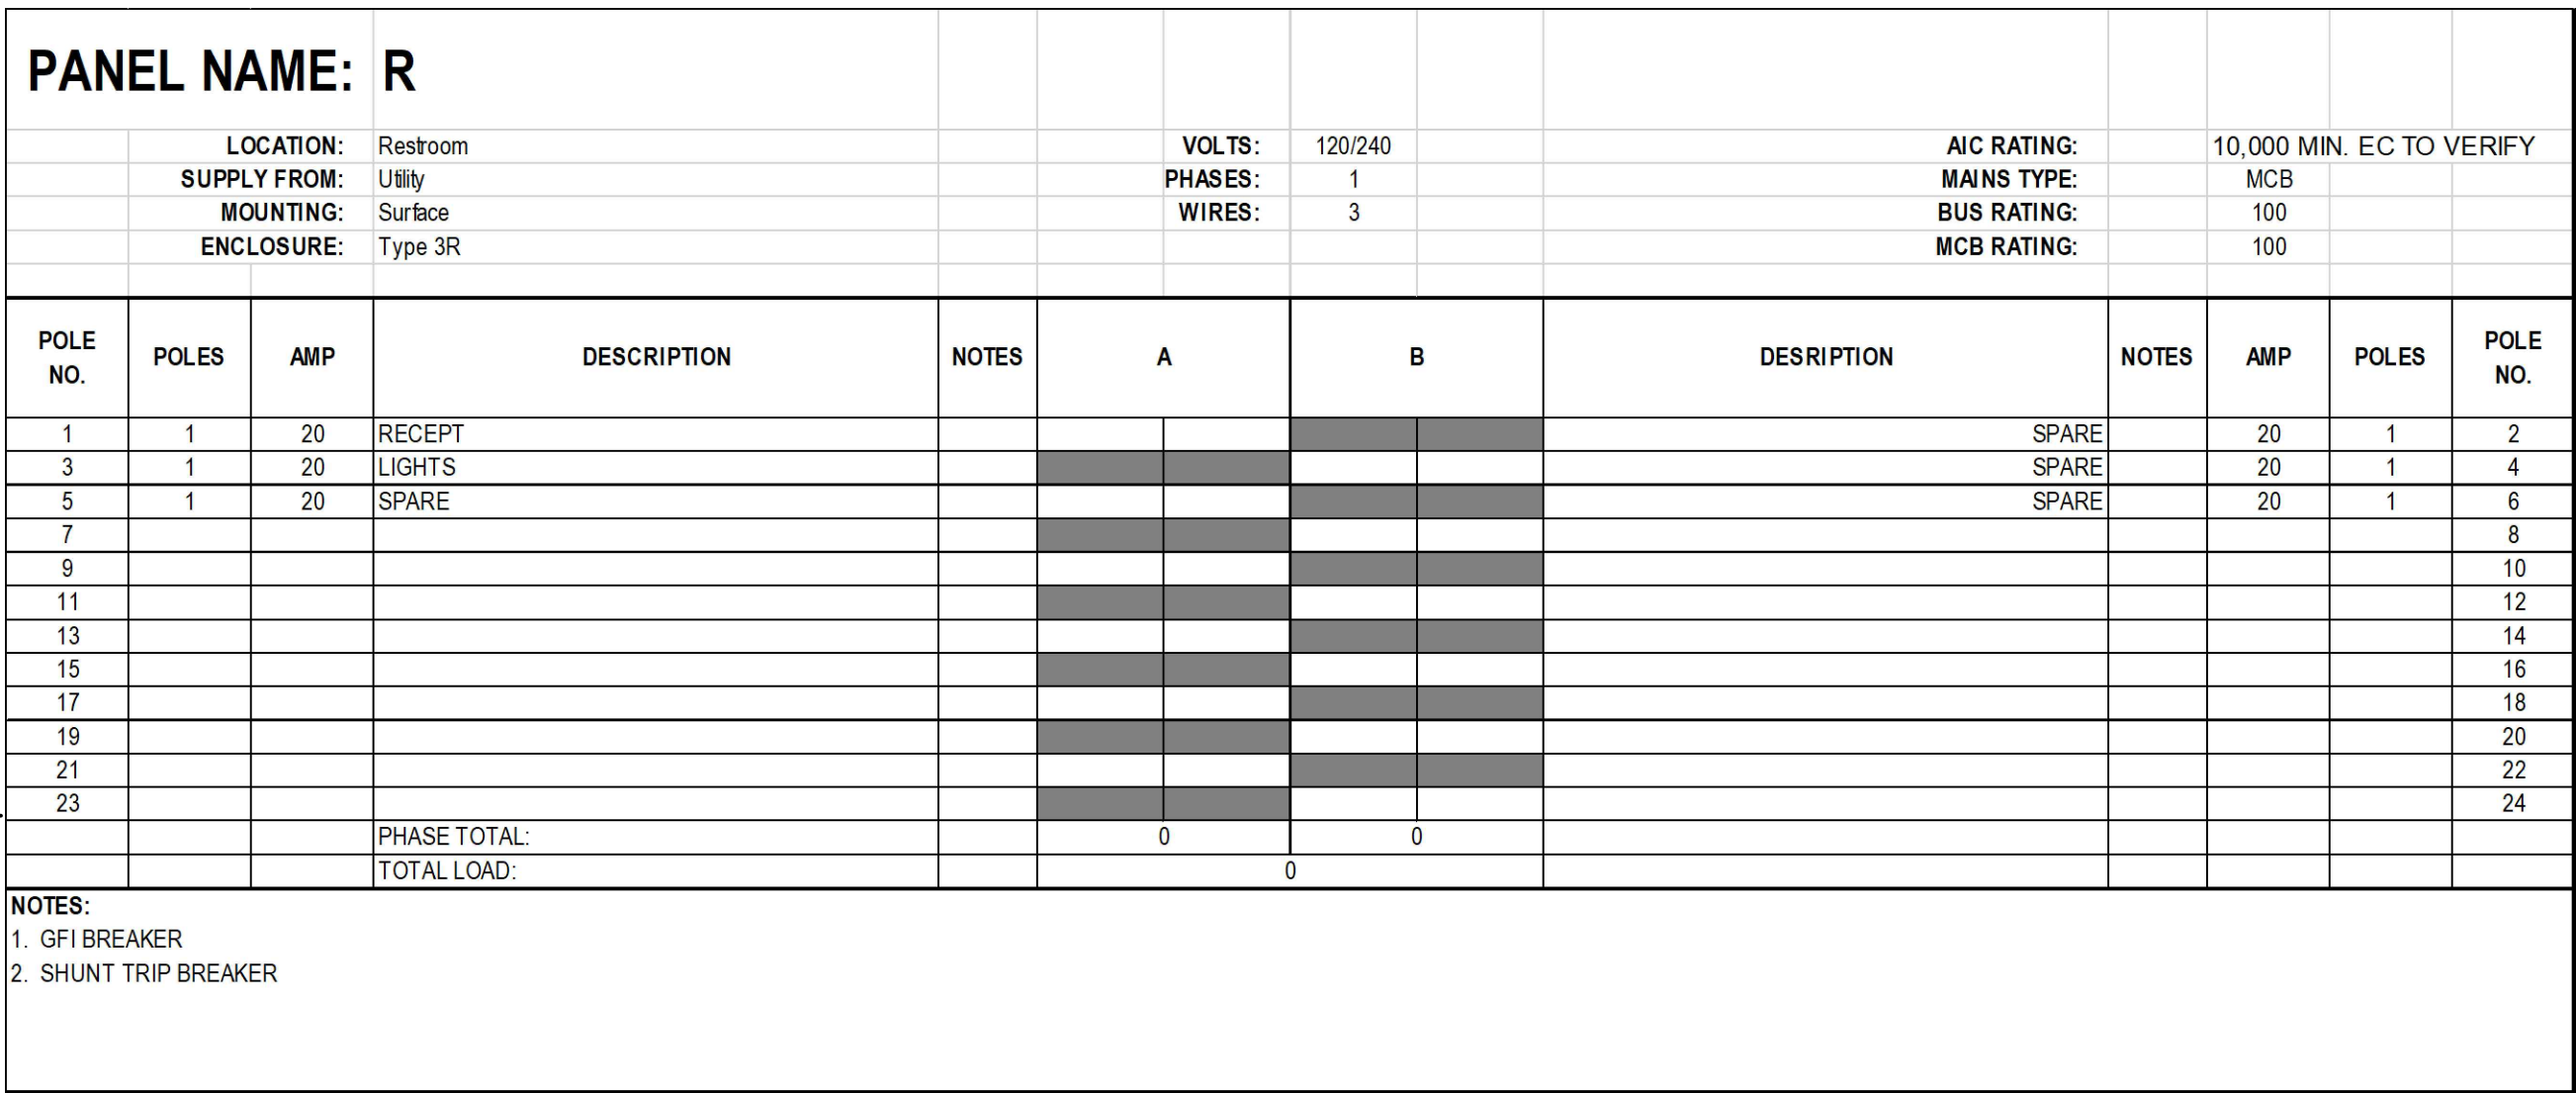 PANEL NAME: R
LOCATION: Restroom VOLTS: 120/240 AIC RATING: 10,000 MIN. EC TO VERIFY
SUPPLY FROM: Utility PHASES: 1 MAINS TYPE: MCB
MOUNTING: Surface WIRES: 3 BUS RATING: 100
ENCLOSURE: Type 3R MCB RATING: 100
POLE NO. POLES AMP DESCRIPTION NOTES A B DESRIPTION NOTES AMP POLES POLE NO.
1 1 20 RECEPT SPARE 20 1 2
3 1 20 LIGHTS SPARE 20 1 4
5 1 20 SPARE SPARE 20 1 6
7 8
9 10
11 12
13 14
15 16
17 18
19 20
21 22
23 24
PHASE TOTAL: 0 0
TOTAL LOAD: 0
NOTES:
1. GFI BREAKER
2. SHUNT TRIP BREAKER